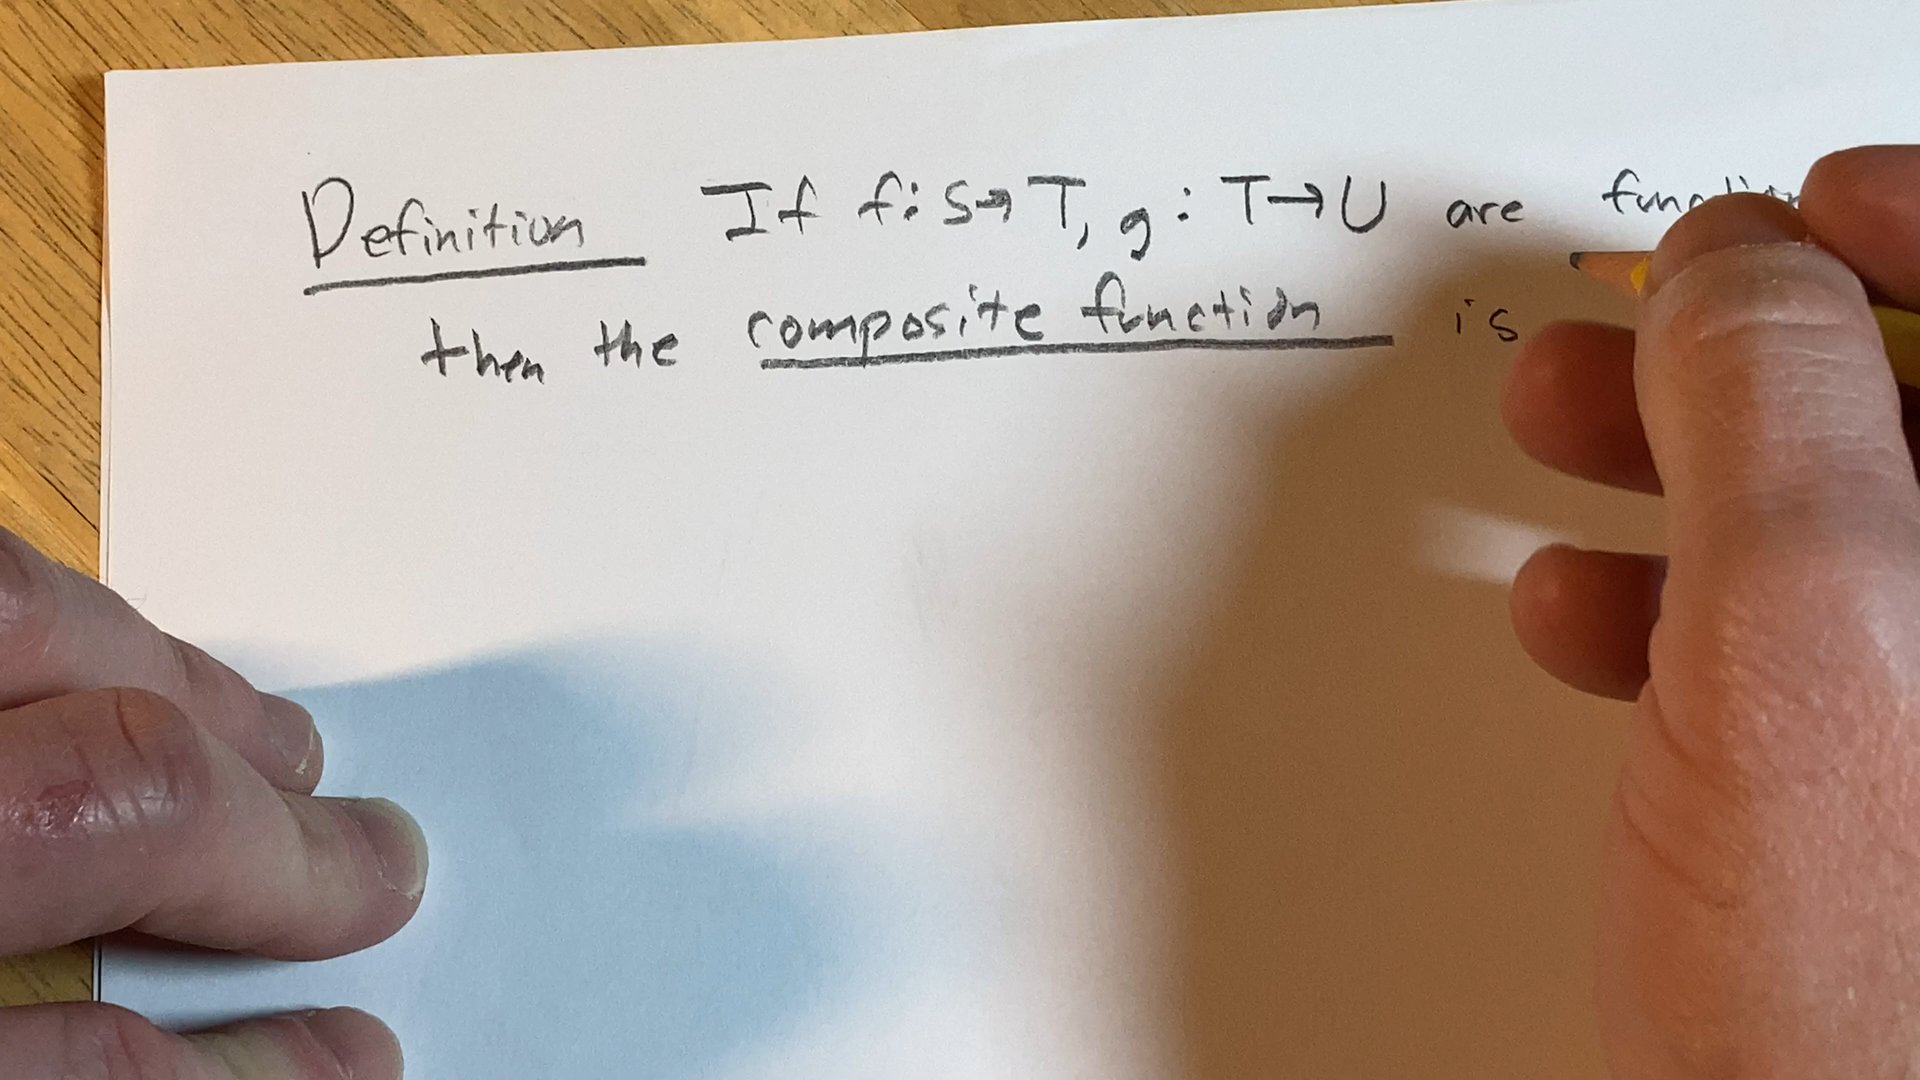 Definition If f: S→T, g: T→U are
then the composite function is